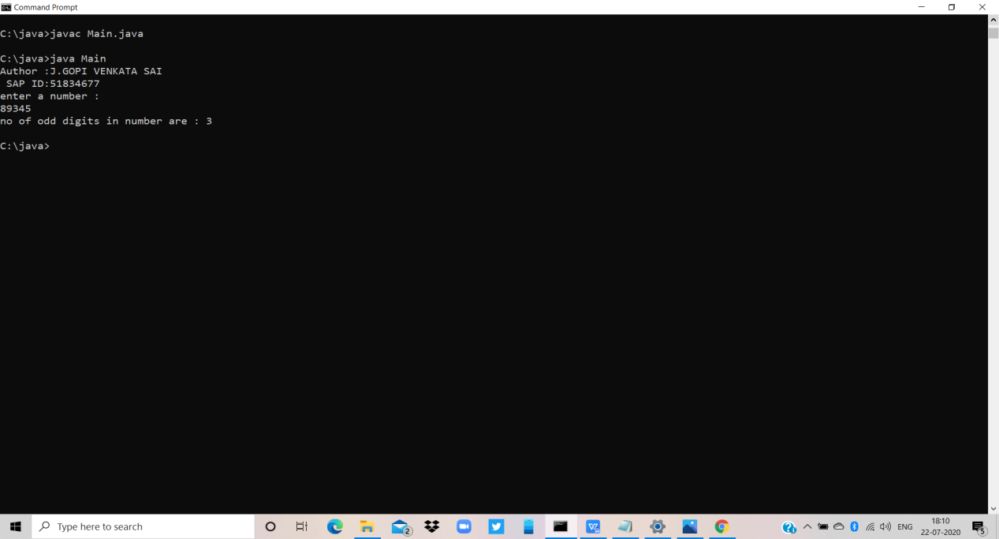 Command Prompt
C:\java>javac Main.java
C:\java>java Main
Author :J.GOPI VENKATA SAI
 SAP ID:51834677
enter a number :
89345
no of odd digits in number are : 3
C:\java>
Type here to search
2
ENG
18:10
22-07-2020
5